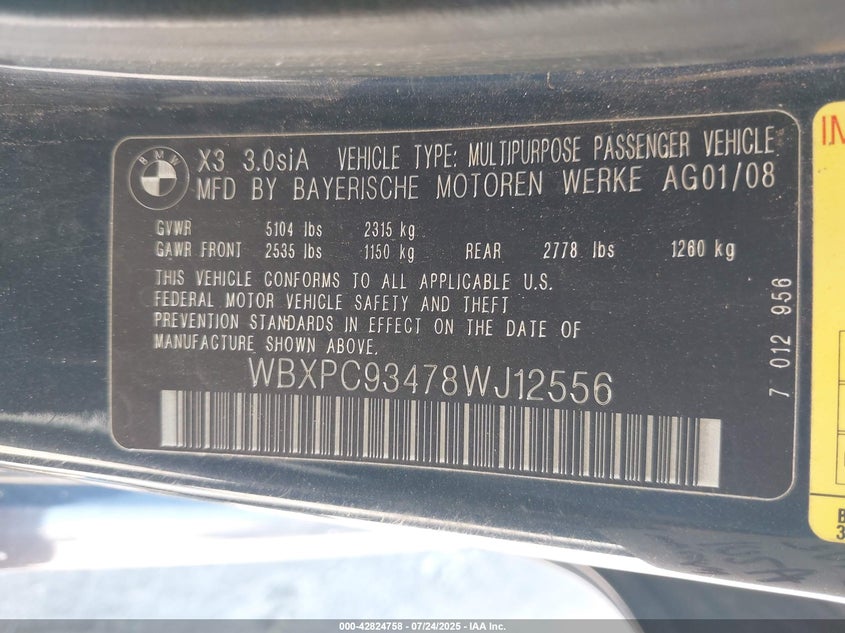 BMW
X3 3.0siA VEHICLE TYPE: MULTIPURPOSE PASSENGER VEHICLE
MFD BY BAYERISCHE MOTOREN WERKE AG01/08
GVWR 5104 lbs 2315 kg
GAWR FRONT 2535 lbs 1150 kg REAR 2778 lbs 1260 kg
THIS VEHICLE CONFORMS TO ALL APPLICABLE U.S.
FEDERAL MOTOR VEHICLE SAFETY AND THEFT
PREVENTION STANDARDS IN EFFECT ON THE DATE OF
MANUFACTURE SHOWN ABOVE.
WBXPC93478WJ12556
7 012 956
IN
B
3
000-42824758 - 07/24/2025 - IAA Inc.